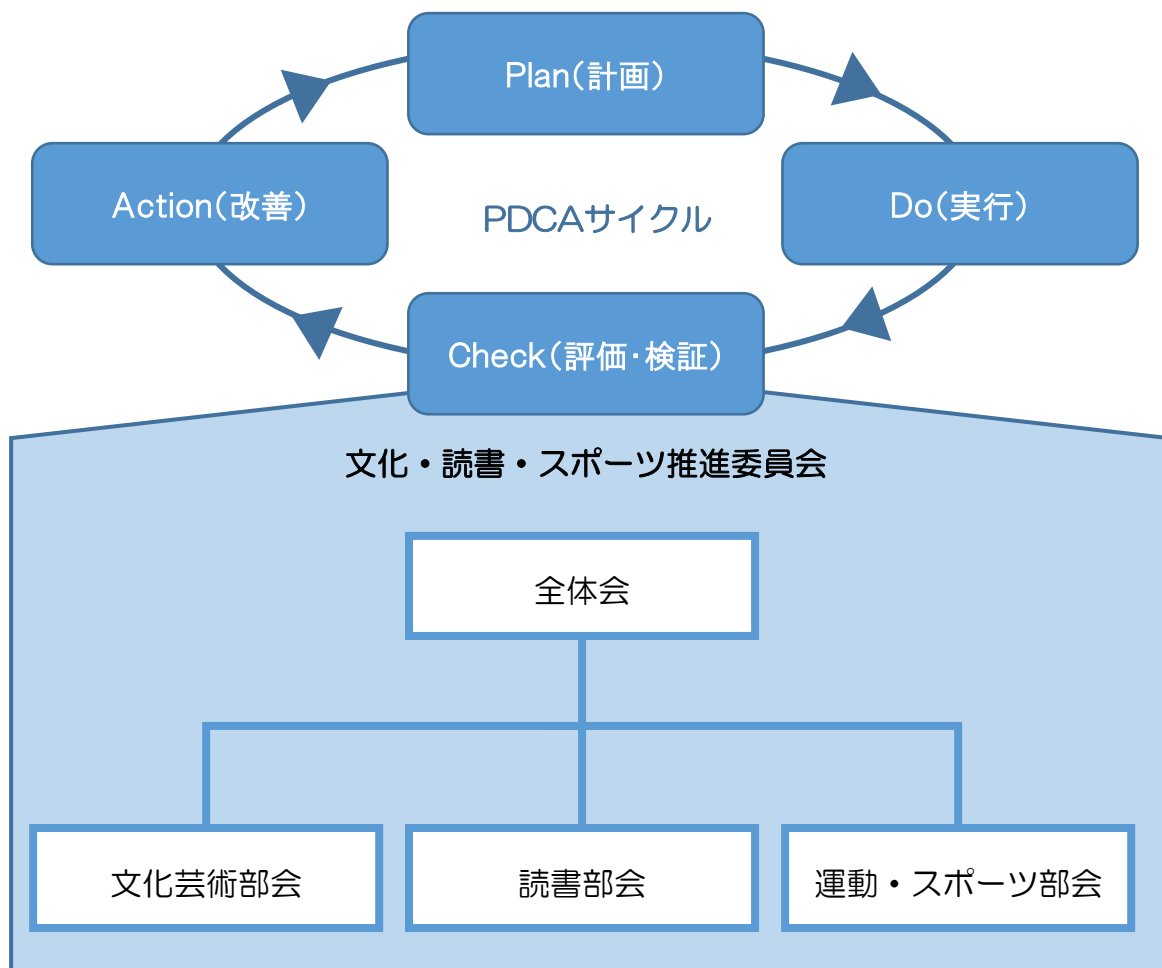 Plan（計画）
Action（改善）
PDCAサイクル
Do（実行）
Check（評価・検証）
文化・読書・スポーツ推進委員会
全体会
文化芸術部会
読書部会
運動・スポーツ部会